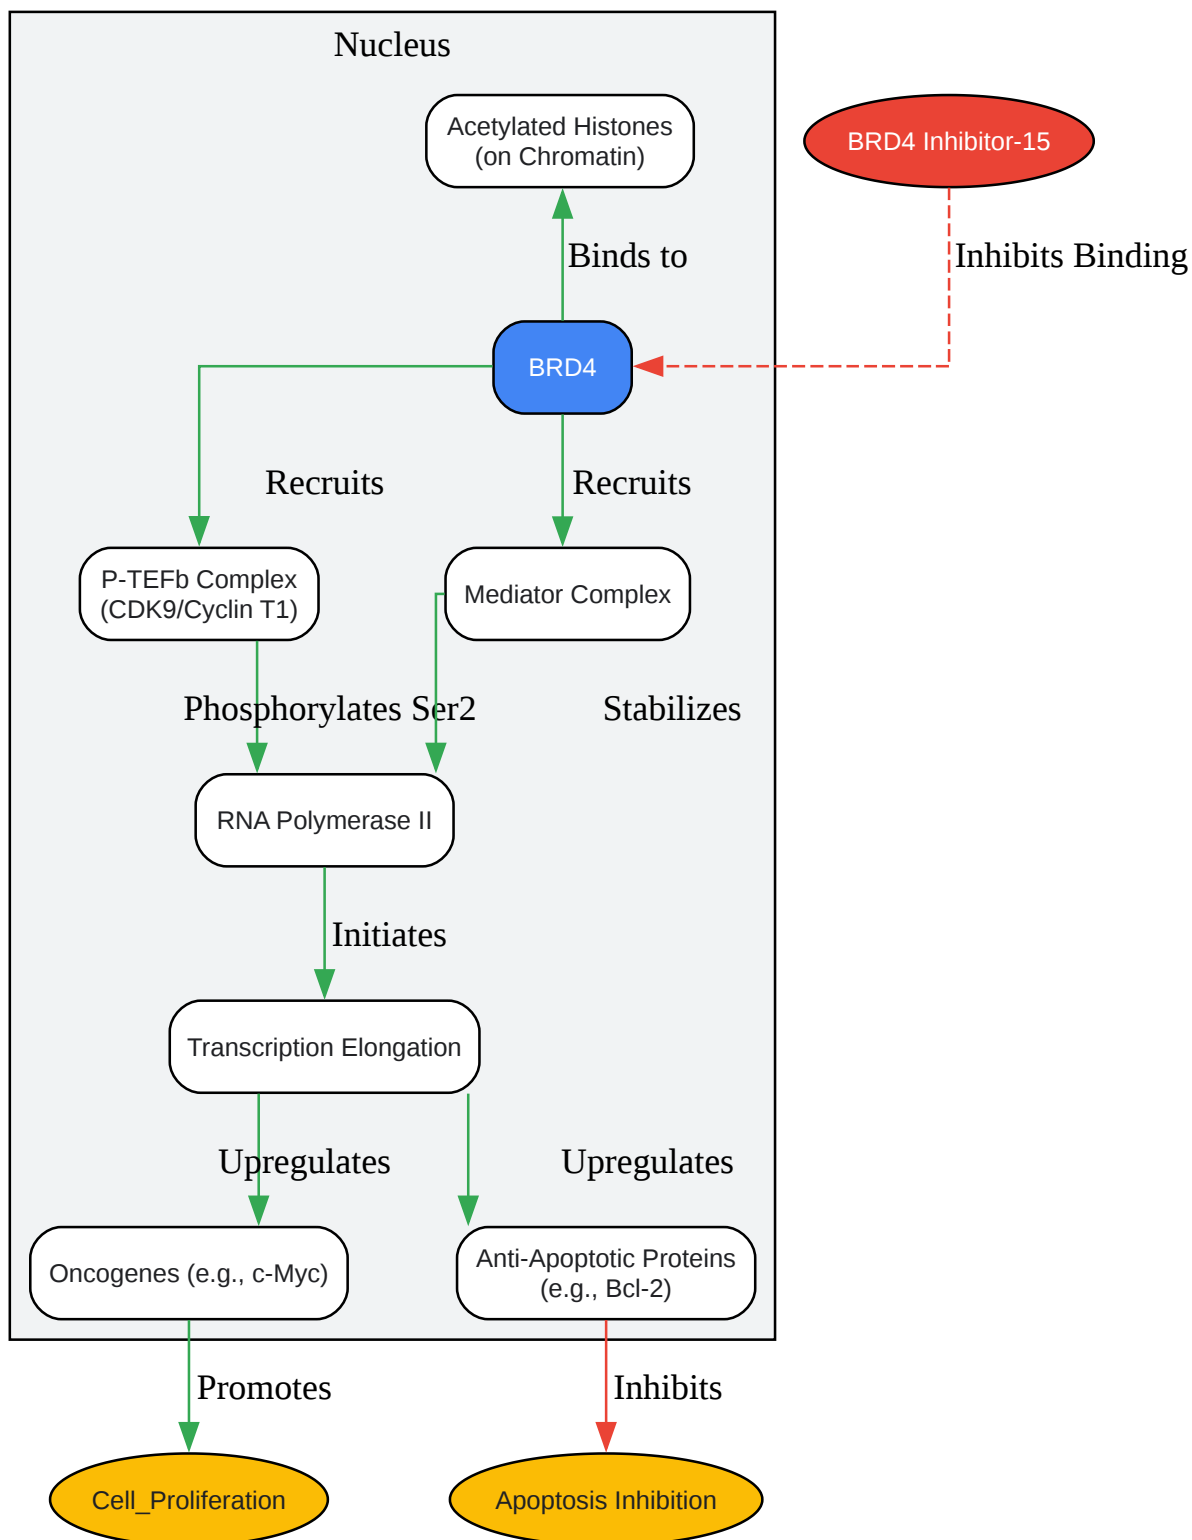 Nucleus
Acetylated Histones
(on Chromatin)
BRD4 Inhibitor-15
Binds to
Inhibits Binding
BRD4
Recruits
Recruits
P-TEFb Complex
(CDK9/Cyclin T1)
Mediator Complex
Phosphorylates Ser2
Stabilizes
RNA Polymerase II
Initiates
Transcription Elongation
Upregulates
Upregulates
Oncogenes (e.g., c-Myc)
Anti-Apoptotic Proteins
(e.g., Bcl-2)
Promotes
Inhibits
Cell_Proliferation
Apoptosis Inhibition